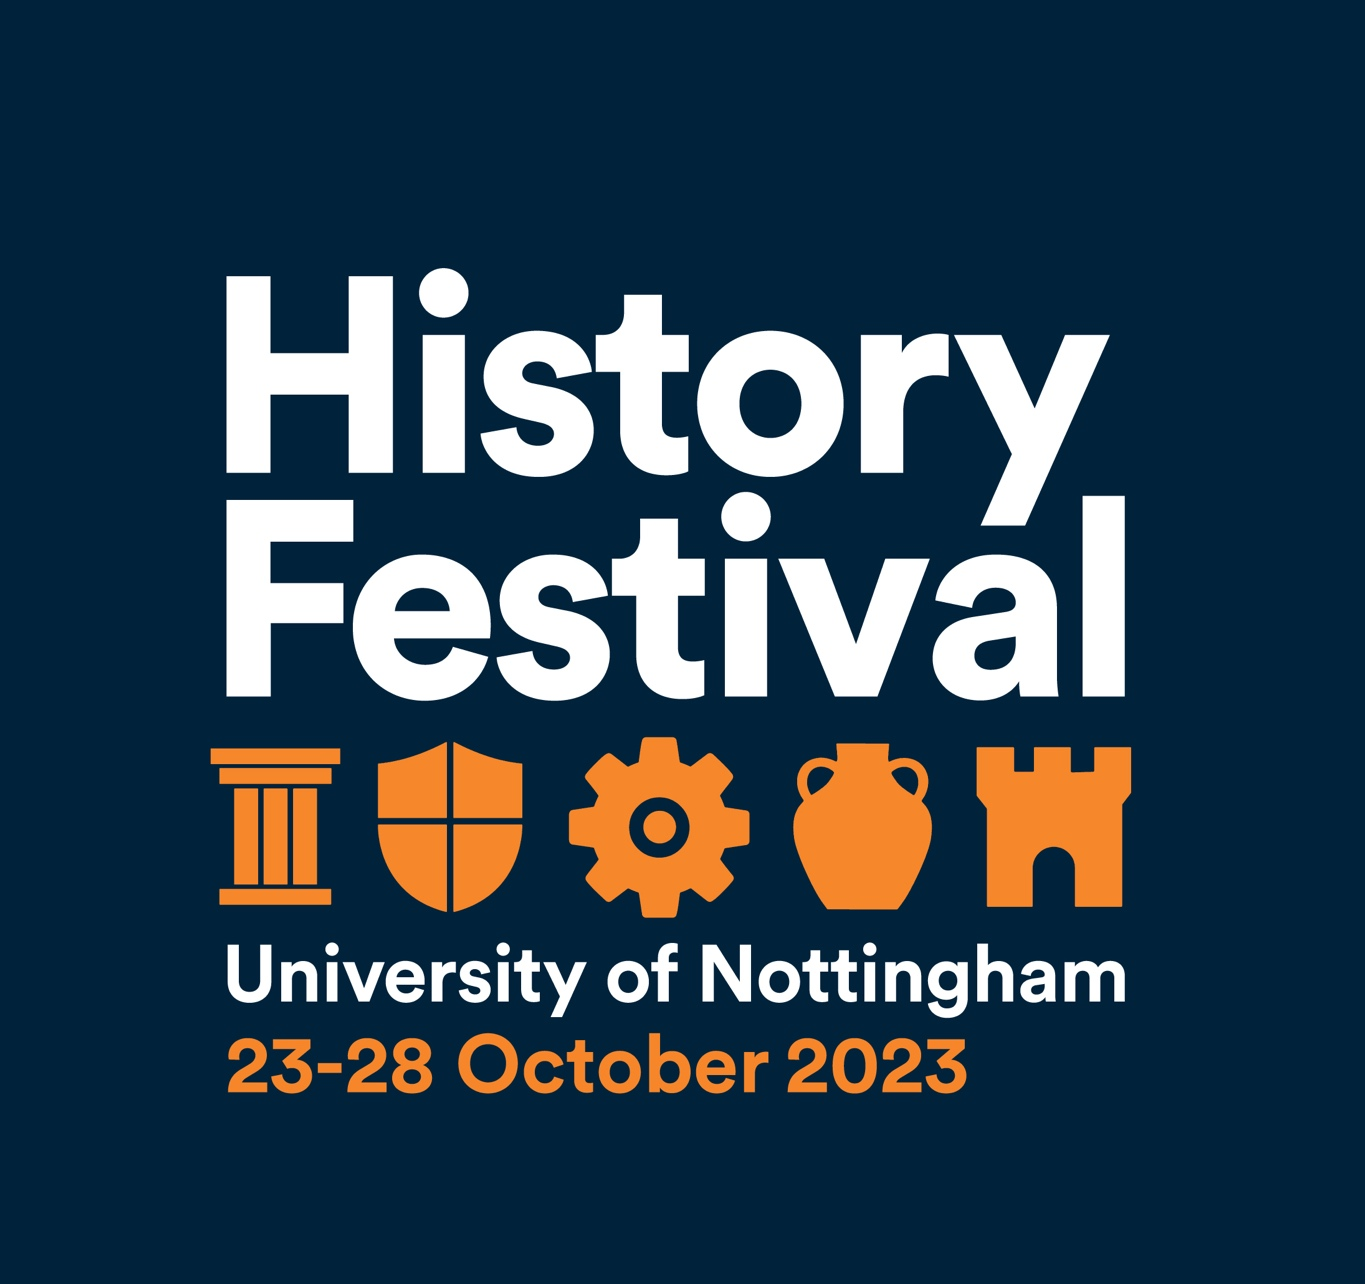 History
Festival
University of Nottingham
23-28 October 2023